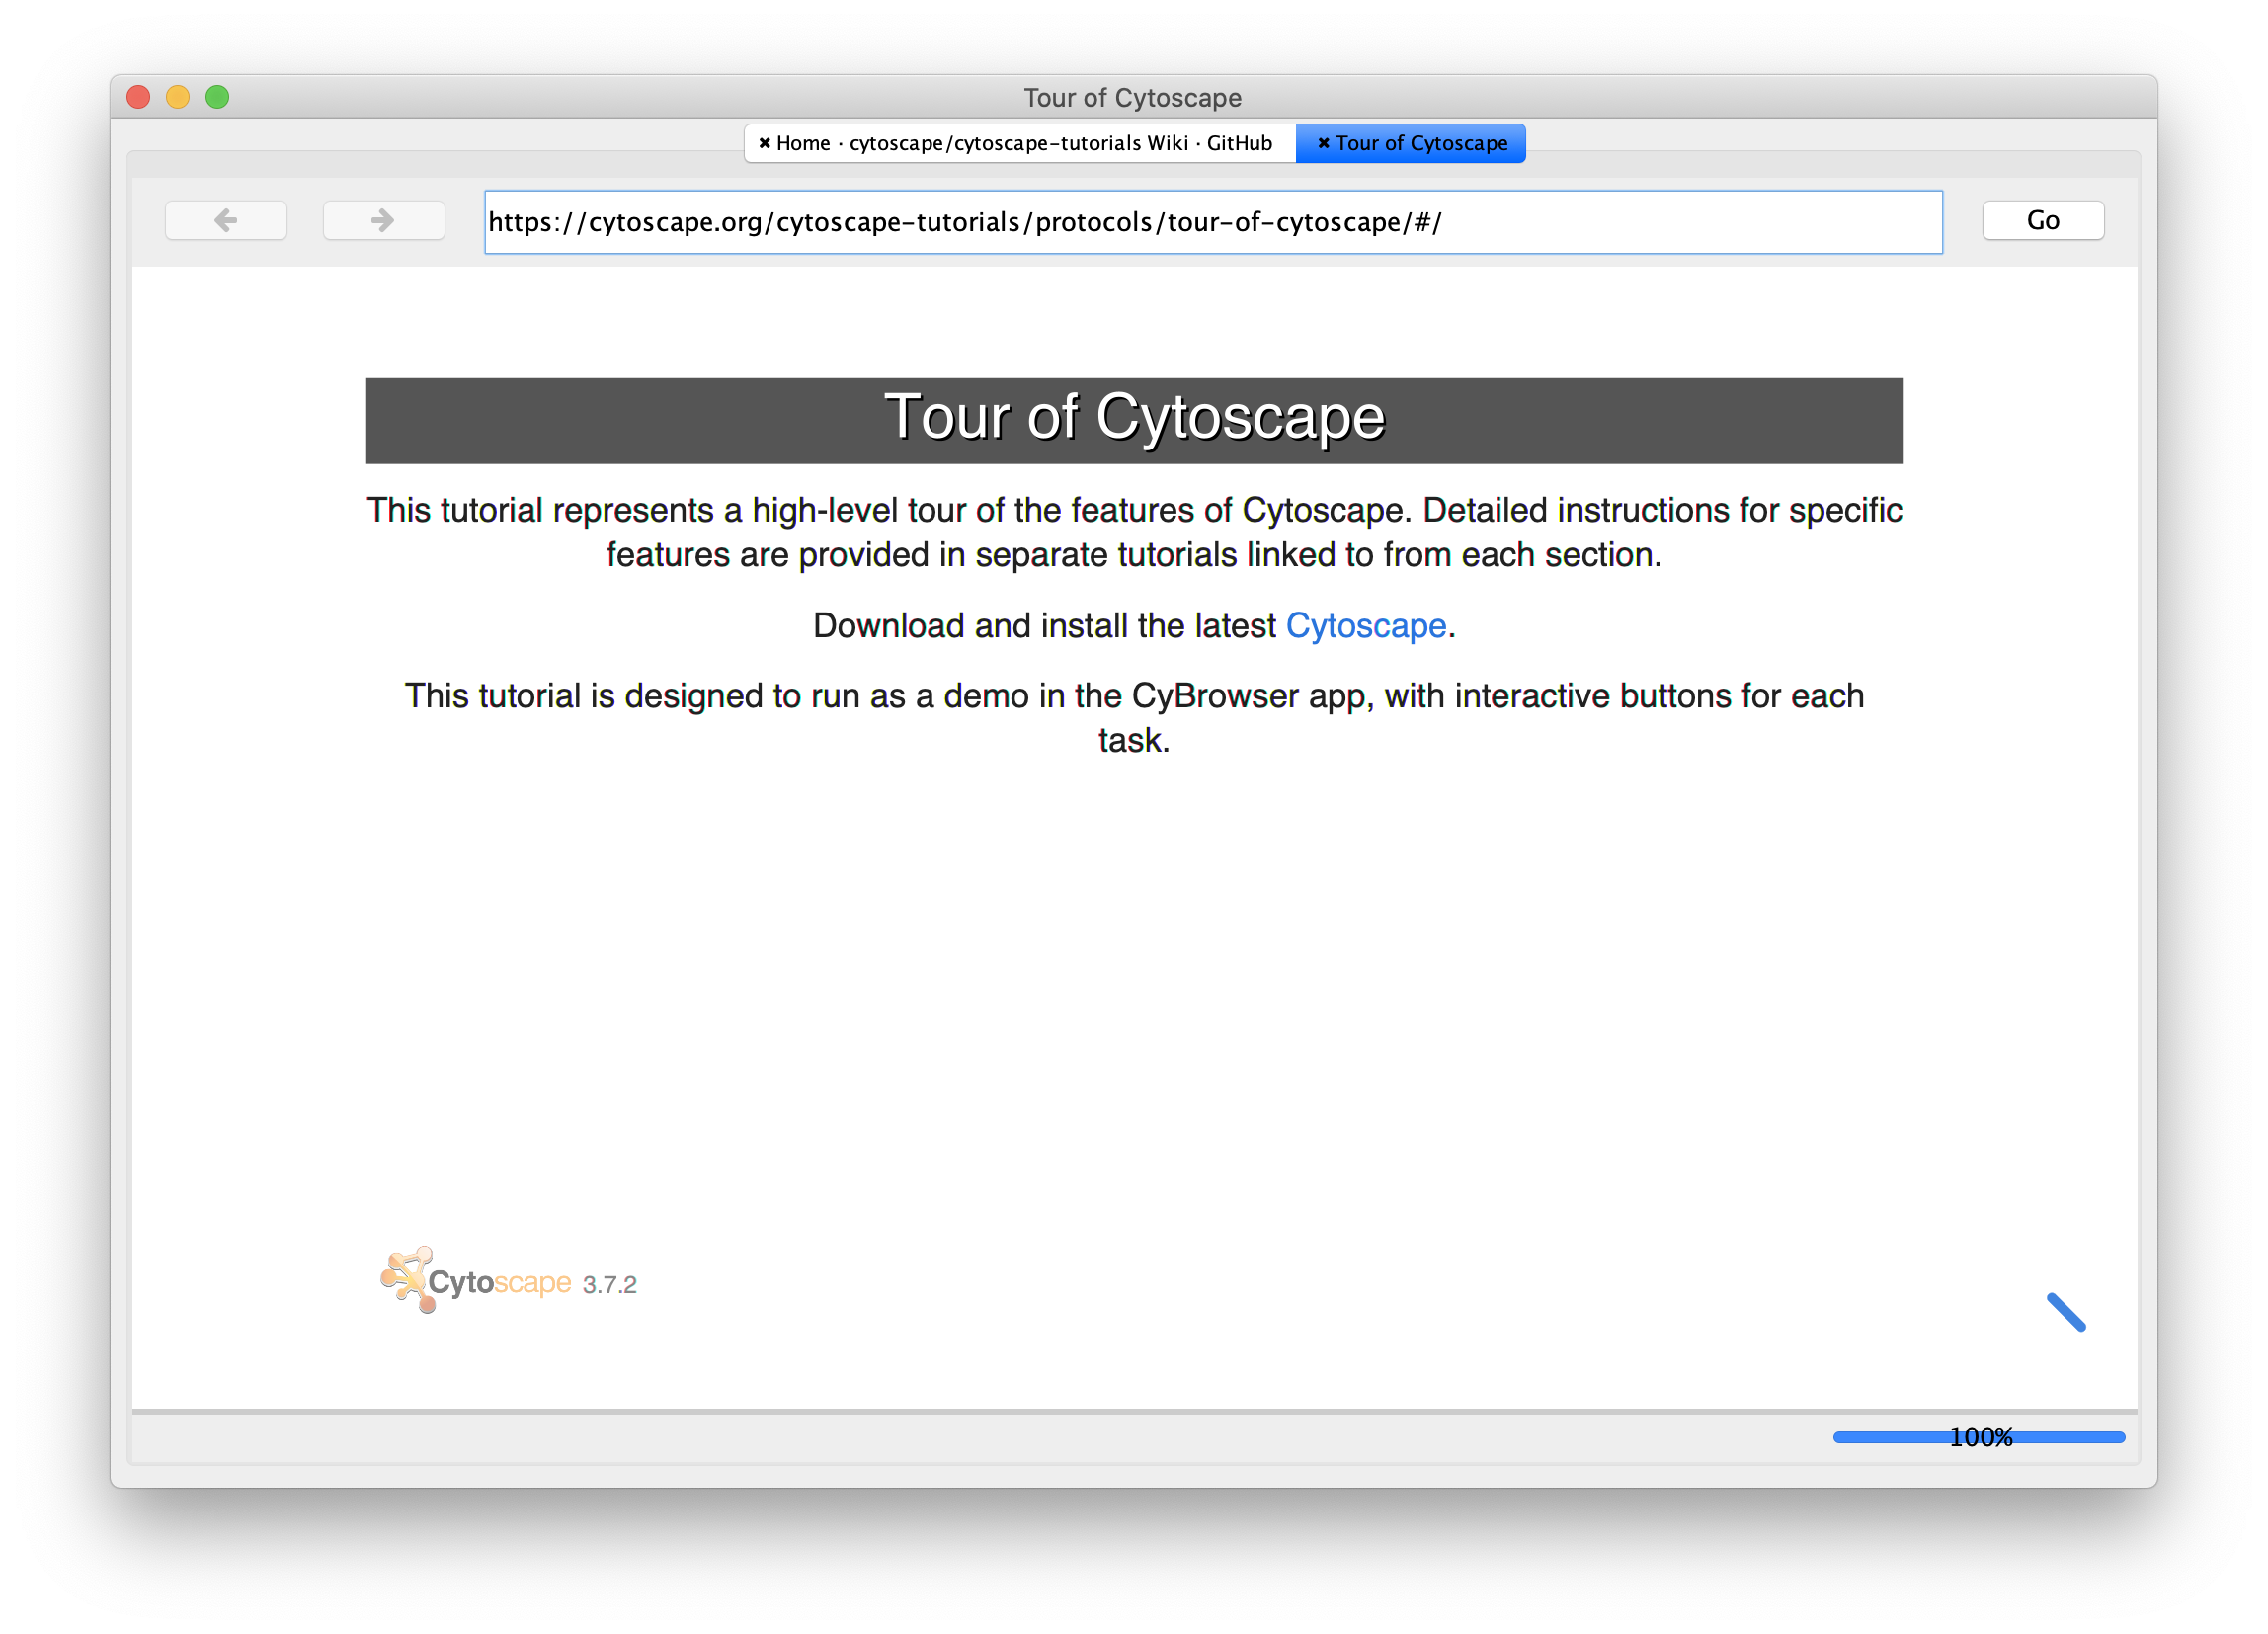 Tour of Cytoscape
✖ Home · cytoscape/cytoscape-tutorials Wiki · GitHub
✖ Tour of Cytoscape
https://cytoscape.org/cytoscape-tutorials/protocols/tour-of-cytoscape/#/
Go
Tour of Cytoscape
This tutorial represents a high-level tour of the features of Cytoscape. Detailed instructions for specific
features are provided in separate tutorials linked to from each section.
Download and install the latest Cytoscape.
This tutorial is designed to run as a demo in the CyBrowser app, with interactive buttons for each
task.
Cytoscape 3.7.2
100%